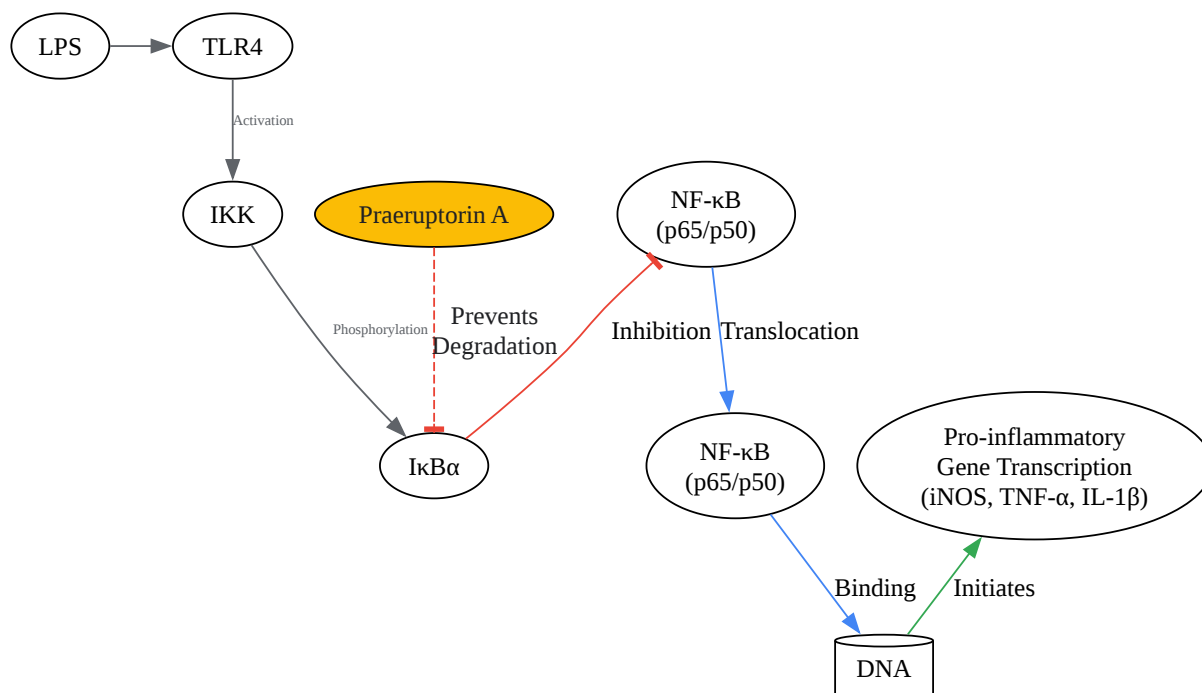 LPS
TLR4
Activation
IKK
Praeruptorin A
NF-κB
(p65/p50)
Phosphorylation
Prevents
Degradation
Inhibition
Translocation
IκBα
NF-κB
(p65/p50)
Pro-inflammatory
Gene Transcription
(iNOS, TNF-α, IL-1β)
Binding
Initiates
DNA